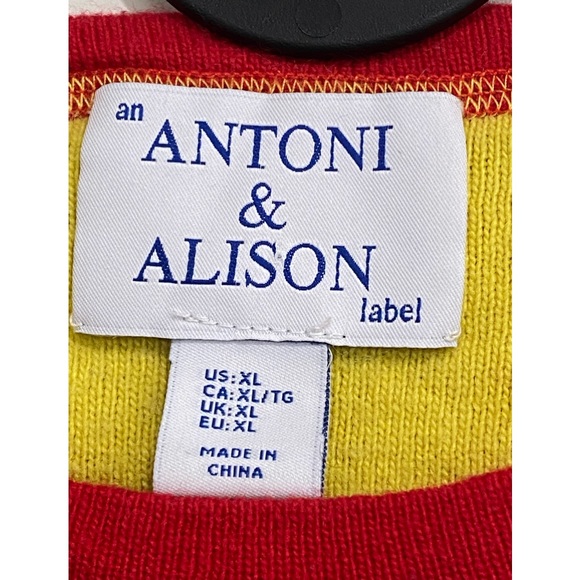 an
ANTONI
&
ALISON
label
US:XL
CA:XL/TG
UK:XL
EU:XL
MADE IN
CHINA